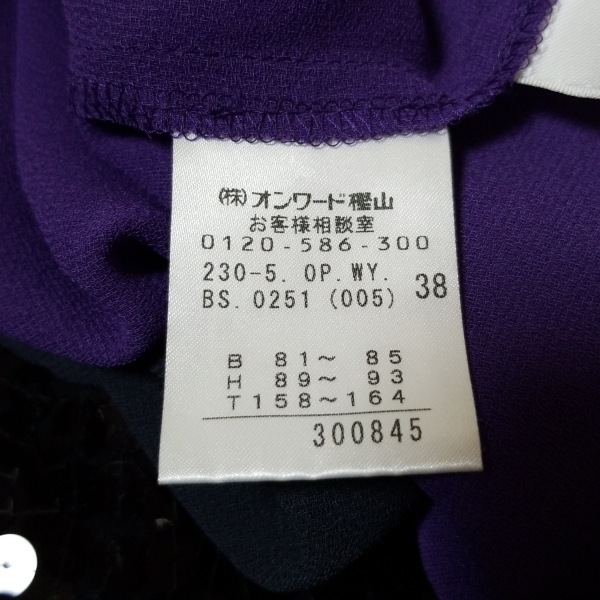 (株)オンワード樫山
お客様相談室
0120-586-300
230-5. OP. WY.
BS. 0251 (005) 38
B 81～ 85
H 89～ 93
T158～164
300845